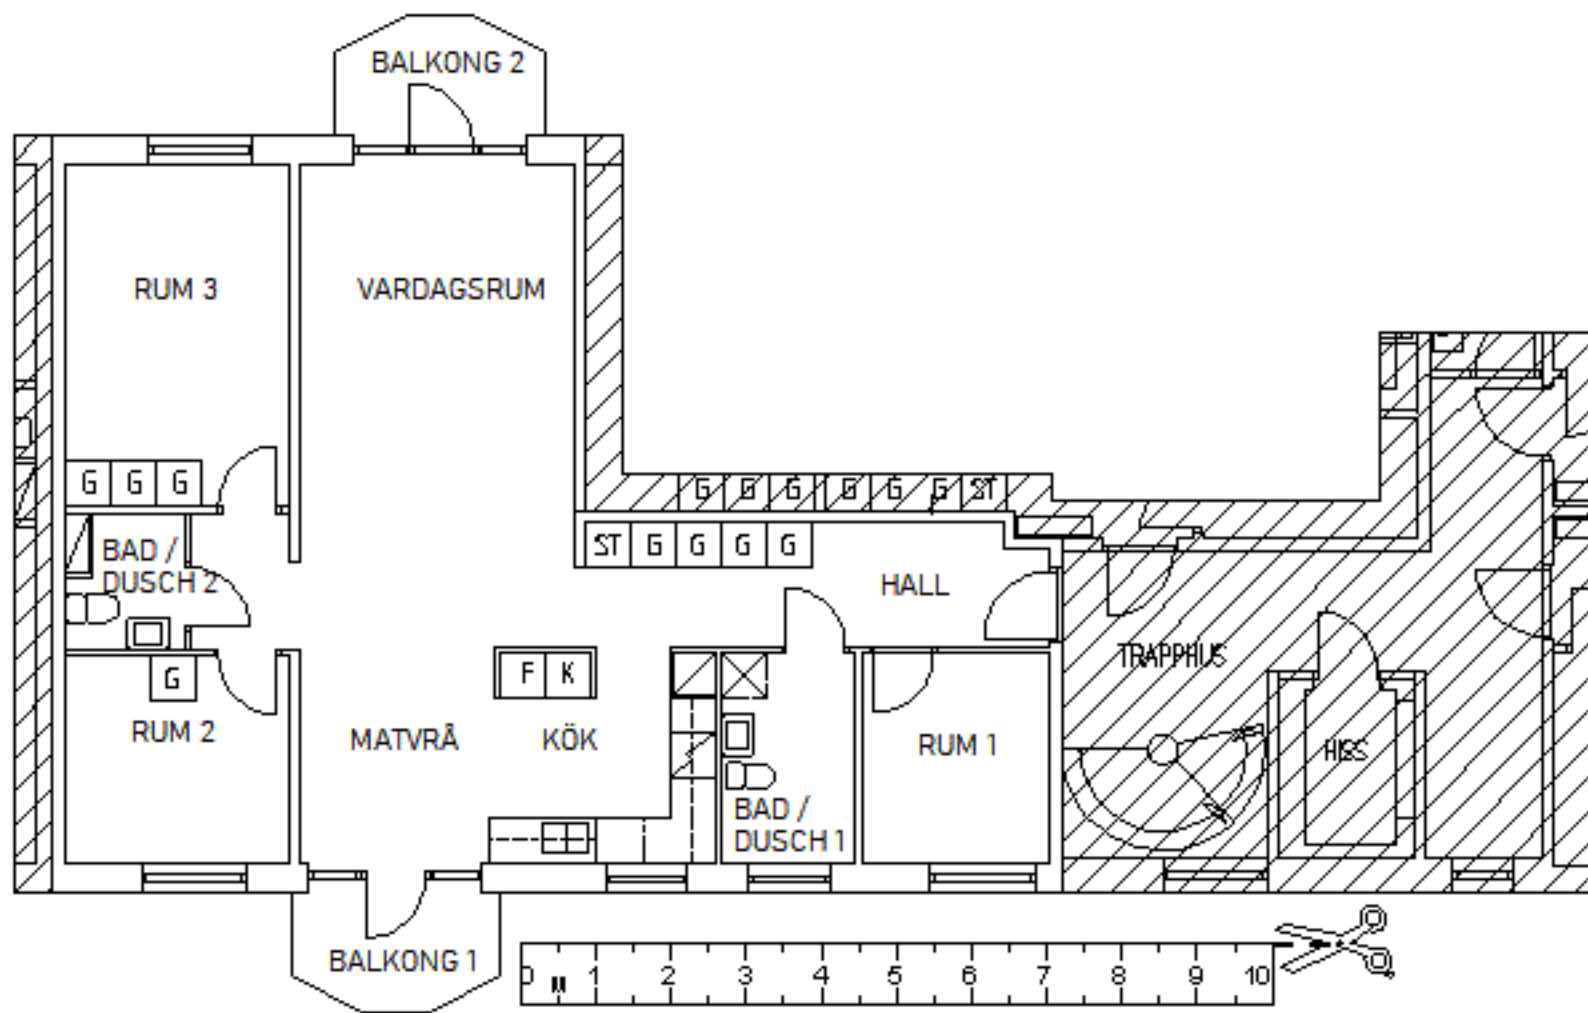 BALKONG 2
RUM 3
VARDAGSRUM
G G G
G G G G G G ST
ST G G G G
BAD /
DUSCH 2
HALL
TRAPPHUS
G
F K
RUM 2
MATVRÅ
KÖK
RUM 1
HISS
BAD /
DUSCH 1
BALKONG 1
0 M 1 2 3 4 5 6 7 8 9 10